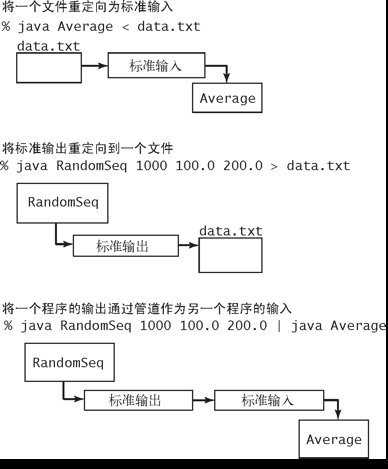 将一个文件重定向为标准输入
% java Average < data.txt
data.txt
标准输入
Average
将标准输出重定向到一个文件
% java RandomSeq 1000 100.0 200.0 > data.txt
RandomSeq
data.txt
标准输出
将一个程序的输出通过管道作为另一个程序的输入
% java RandomSeq 1000 100.0 200.0 | java Average
RandomSeq
标准输出
标准输入
Average